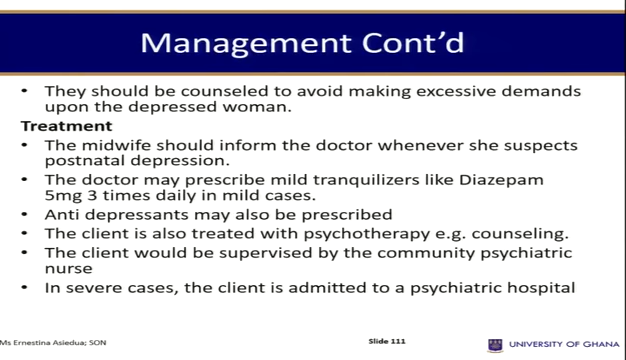 Management Cont’d
• They should be counseled to avoid making excessive demands
upon the depressed woman.
Treatment
• The midwife should inform the doctor whenever she suspects
postnatal depression.
• The doctor may prescribe mild tranquilizers like Diazepam
5mg 3 times daily in mild cases.
• Anti depressants may also be prescribed
• The client is also treated with psychotherapy e.g. counseling.
• The client would be supervised by the community psychiatric
nurse
• In severe cases, the client is admitted to a psychiatric hospital
Ms Ernestina Asiedua; SON
Slide 111
UNIVERSITY OF GHANA